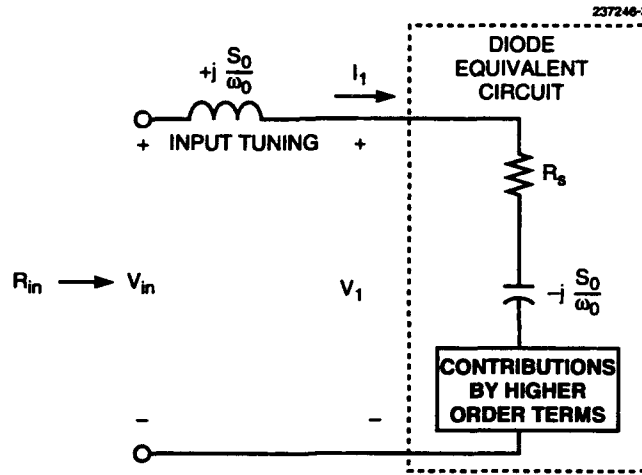 237246-
DIODE
EQUIVALENT
CIRCUIT
+j S0/ω0
I1
+ INPUT TUNING +
Rs
Rin Vin V1
–j S0/ω0
CONTRIBUTIONS
BY HIGHER
ORDER TERMS
– –